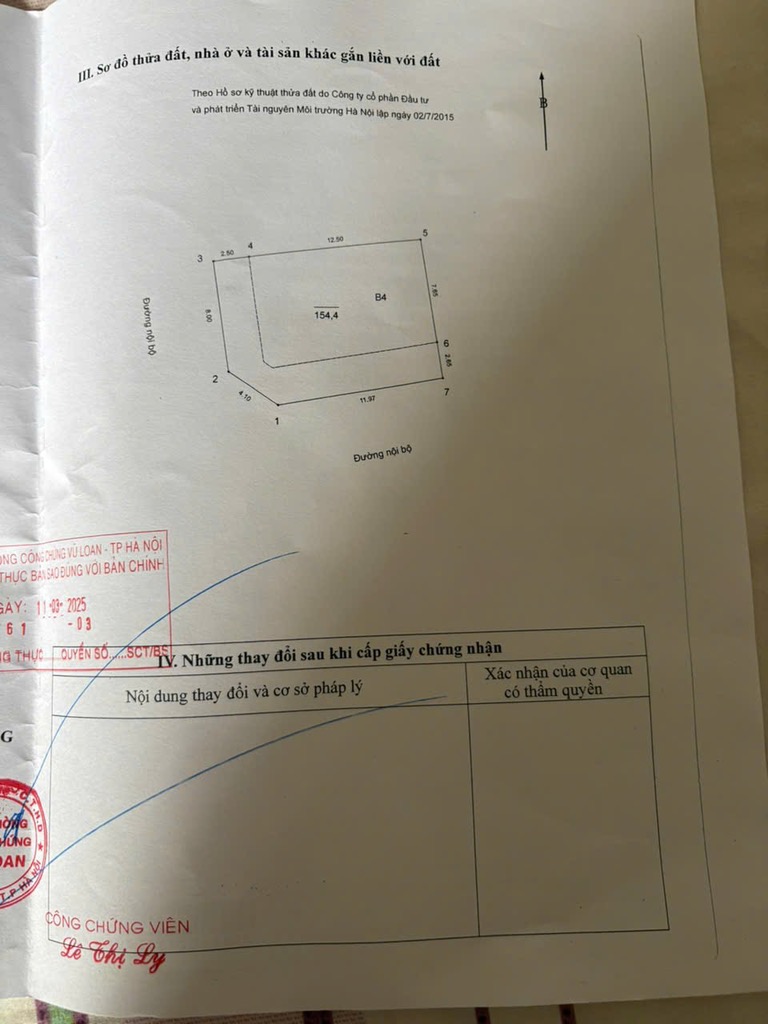 III. Sơ đồ thửa đất, nhà ở và tài sản khác gắn liền với đất
Theo Hồ sơ kỹ thuật thửa đất do Công ty cổ phần Đầu tư
và phát triển Tài nguyên Môi trường Hà Nội lập ngày 02/7/2015
B
3
2.50
4
12.50
5
Đường nội bộ
8.00
154,4
B4
7.65
6
2.85
2
4.10
1
11.97
7
Đường nội bộ
CÔNG CHỨNG VŨ LOAN - TP HÀ NỘI
THỰC BẢN SAO ĐÚNG VỚI BẢN CHÍNH
11-03-2025
61 -03
THỰC QUYỂN SỐ......SCT/BS
IV. Những thay đổi sau khi cấp giấy chứng nhận
Nội dung thay đổi và cơ sở pháp lý
Xác nhận của cơ quan
có thẩm quyền
G
T.P HÀ NỘI
CÔNG CHỨNG VIÊN
Lê Thị Ly